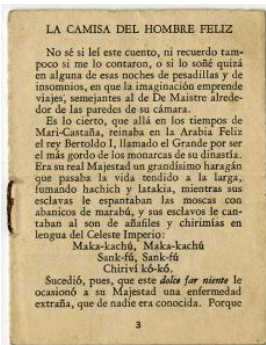 LA CAMISA DEL HOMBRE FELIZ
No sé si leí este cuento, ni recuerdo tam-
poco si me lo contaron, o si lo soñé quizá
en alguna de esas noches de pesadillas y de
insomnios, en que la imaginación emprende
viajes, semejantes al de De Maistre alrede-
dor de las paredes de su cámara.
Es lo cierto, que allá en los tiempos de
Mari-Castaña, reinaba en la Arabia Feliz
el rey Bertoldo I, llamado el Grande por ser
el más gordo de los monarcas de su dinastía.
Era su real Majestad un grandísimo haragán
que pasaba la vida tendido a la larga,
fumando hachich y latakia, mientras sus
esclavas le espantaban las moscas con
abanicos de marabú, y sus esclavos le can-
taban al son de añafiles y chirimías en
lengua del Celeste Imperio:
Maka-kachú, Maka-kachú
Sank-fú, Sank-fú
Chiriví kó-kó.
Sucedió, pues, que este dolce far niente le
ocasionó a su Majestad una enfermedad
extraña, que de nadie era conocida. Porque
3